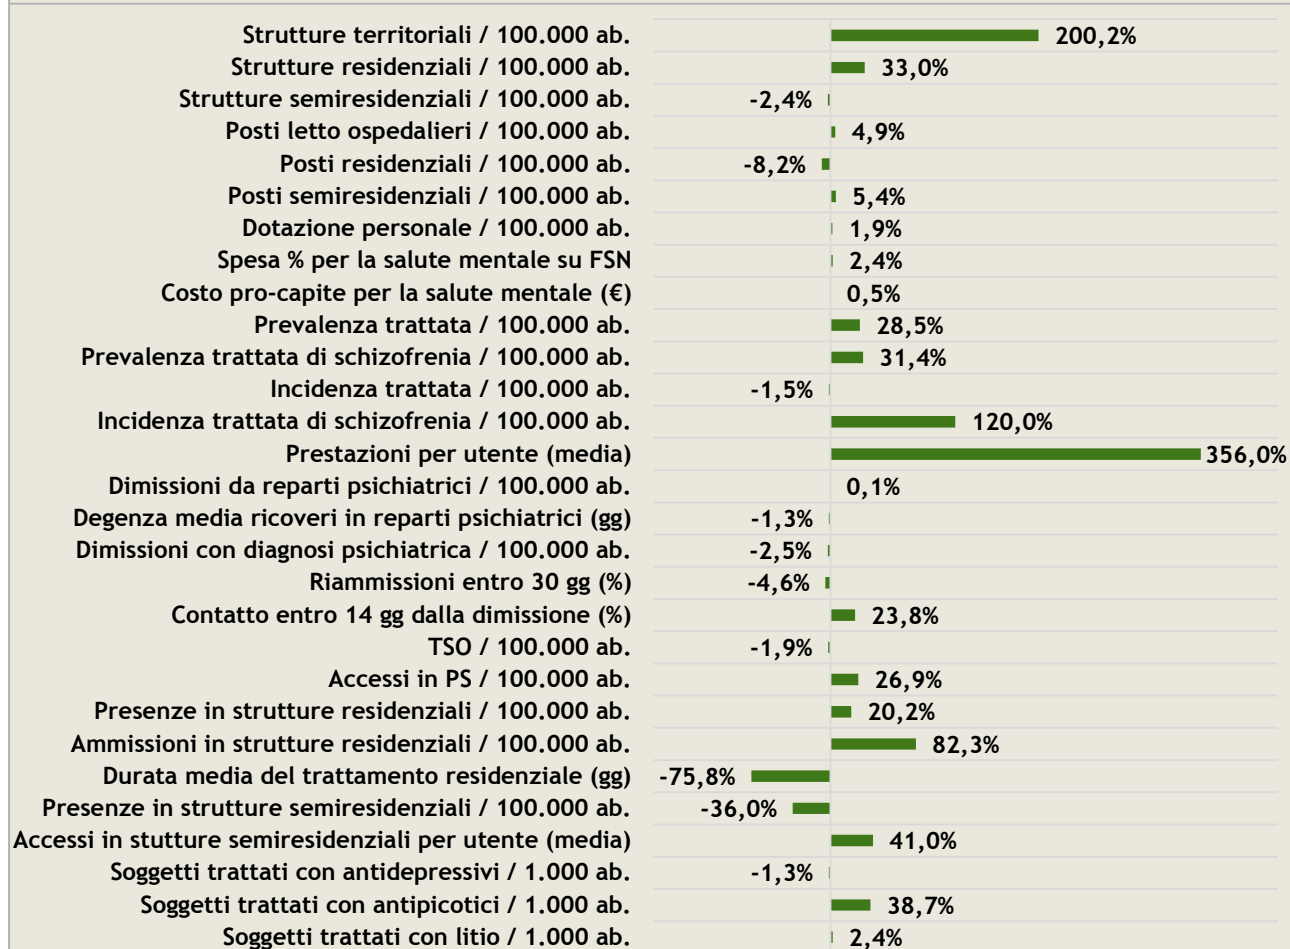 Strutture territoriali / 100.000 ab. 200,2%
Strutture residenziali / 100.000 ab. 33,0%
Strutture semiresidenziali / 100.000 ab. -2,4%
Posti letto ospedalieri / 100.000 ab. 4,9%
Posti residenziali / 100.000 ab. -8,2%
Posti semiresidenziali / 100.000 ab. 5,4%
Dotazione personale / 100.000 ab. 1,9%
Spesa % per la salute mentale su FSN 2,4%
Costo pro-capite per la salute mentale (€) 0,5%
Prevalenza trattata / 100.000 ab. 28,5%
Prevalenza trattata di schizofrenia / 100.000 ab. 31,4%
Incidenza trattata / 100.000 ab. -1,5%
Incidenza trattata di schizofrenia / 100.000 ab. 120,0%
Prestazioni per utente (media) 356,0%
Dimissioni da reparti psichiatrici / 100.000 ab. 0,1%
Degenza media ricoveri in reparti psichiatrici (gg) -1,3%
Dimissioni con diagnosi psichiatrica / 100.000 ab. -2,5%
Riammissioni entro 30 gg (%) -4,6%
Contatto entro 14 gg dalla dimissione (%) 23,8%
TSO / 100.000 ab. -1,9%
Accessi in PS / 100.000 ab. 26,9%
Presenze in strutture residenziali / 100.000 ab. 20,2%
Ammissioni in strutture residenziali / 100.000 ab. 82,3%
Durata media del trattamento residenziale (gg) -75,8%
Presenze in strutture semiresidenziali / 100.000 ab. -36,0%
Accessi in stutture semiresidenziali per utente (media) 41,0%
Soggetti trattati con antidepressivi / 1.000 ab. -1,3%
Soggetti trattati con antipicotici / 1.000 ab. 38,7%
Soggetti trattati con litio / 1.000 ab. 2,4%